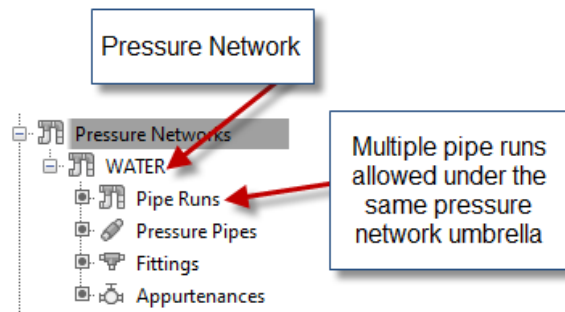 Pressure Network
Pressure Networks
WATER
Pipe Runs
Pressure Pipes
Fittings
Appurtenances
Multiple pipe runs
allowed under the
same pressure
network umbrella